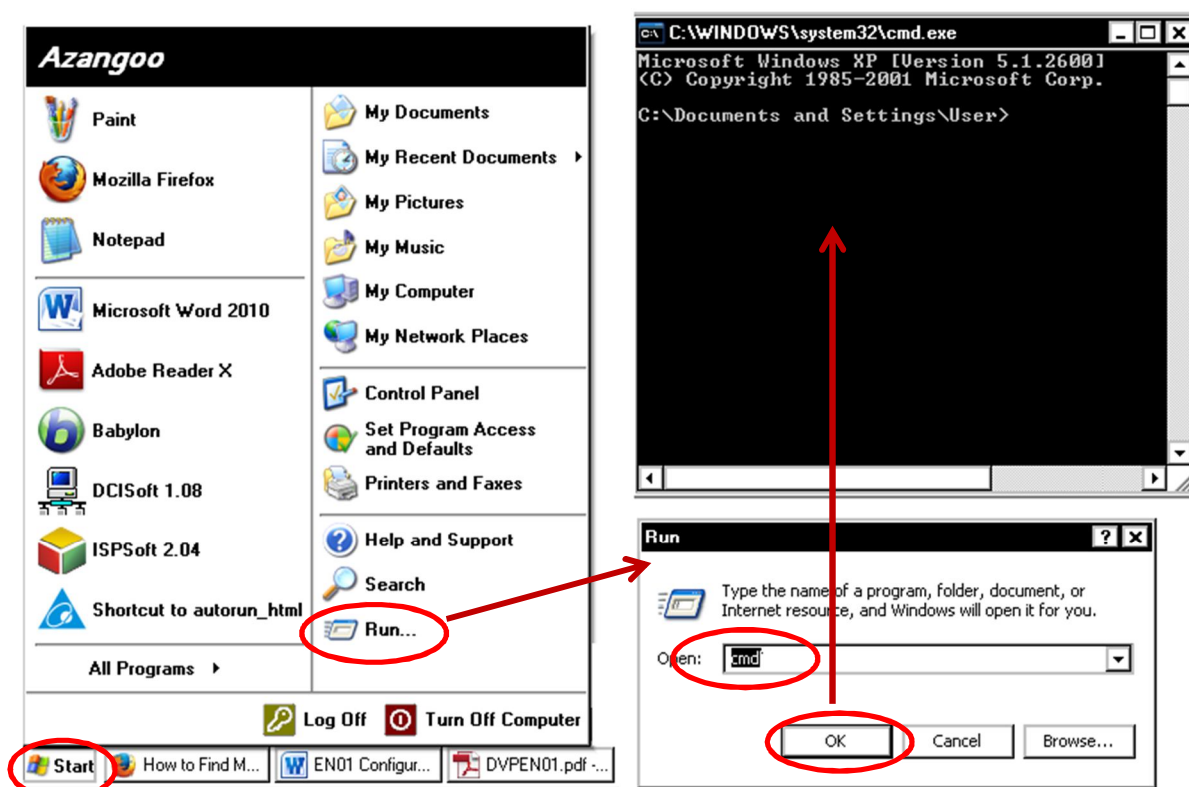 Azangoo
Paint
Mozilla Firefox
Notepad
Microsoft Word 2010
Adobe Reader X
Babylon
DCISoft 1.08
ISPSoft 2.04
Shortcut to autorun_html
All Programs
My Documents
My Recent Documents
My Pictures
My Music
My Computer
My Network Places
Control Panel
Set Program Access
and Defaults
Printers and Faxes
Help and Support
Search
Run...
Log Off
Turn Off Computer
Start
How to Find M...
EN01 Configur...
DVPEN01.pdf -...
C:\WINDOWS\system32\cmd.exe
Microsoft Windows XP [Version 5.1.2600]
(C) Copyright 1985-2001 Microsoft Corp.
C:\Documents and Settings\User>
Run
Type the name of a program, folder, document, or
Internet resource, and Windows will open it for you.
Open:
cmd
OK
Cancel
Browse...